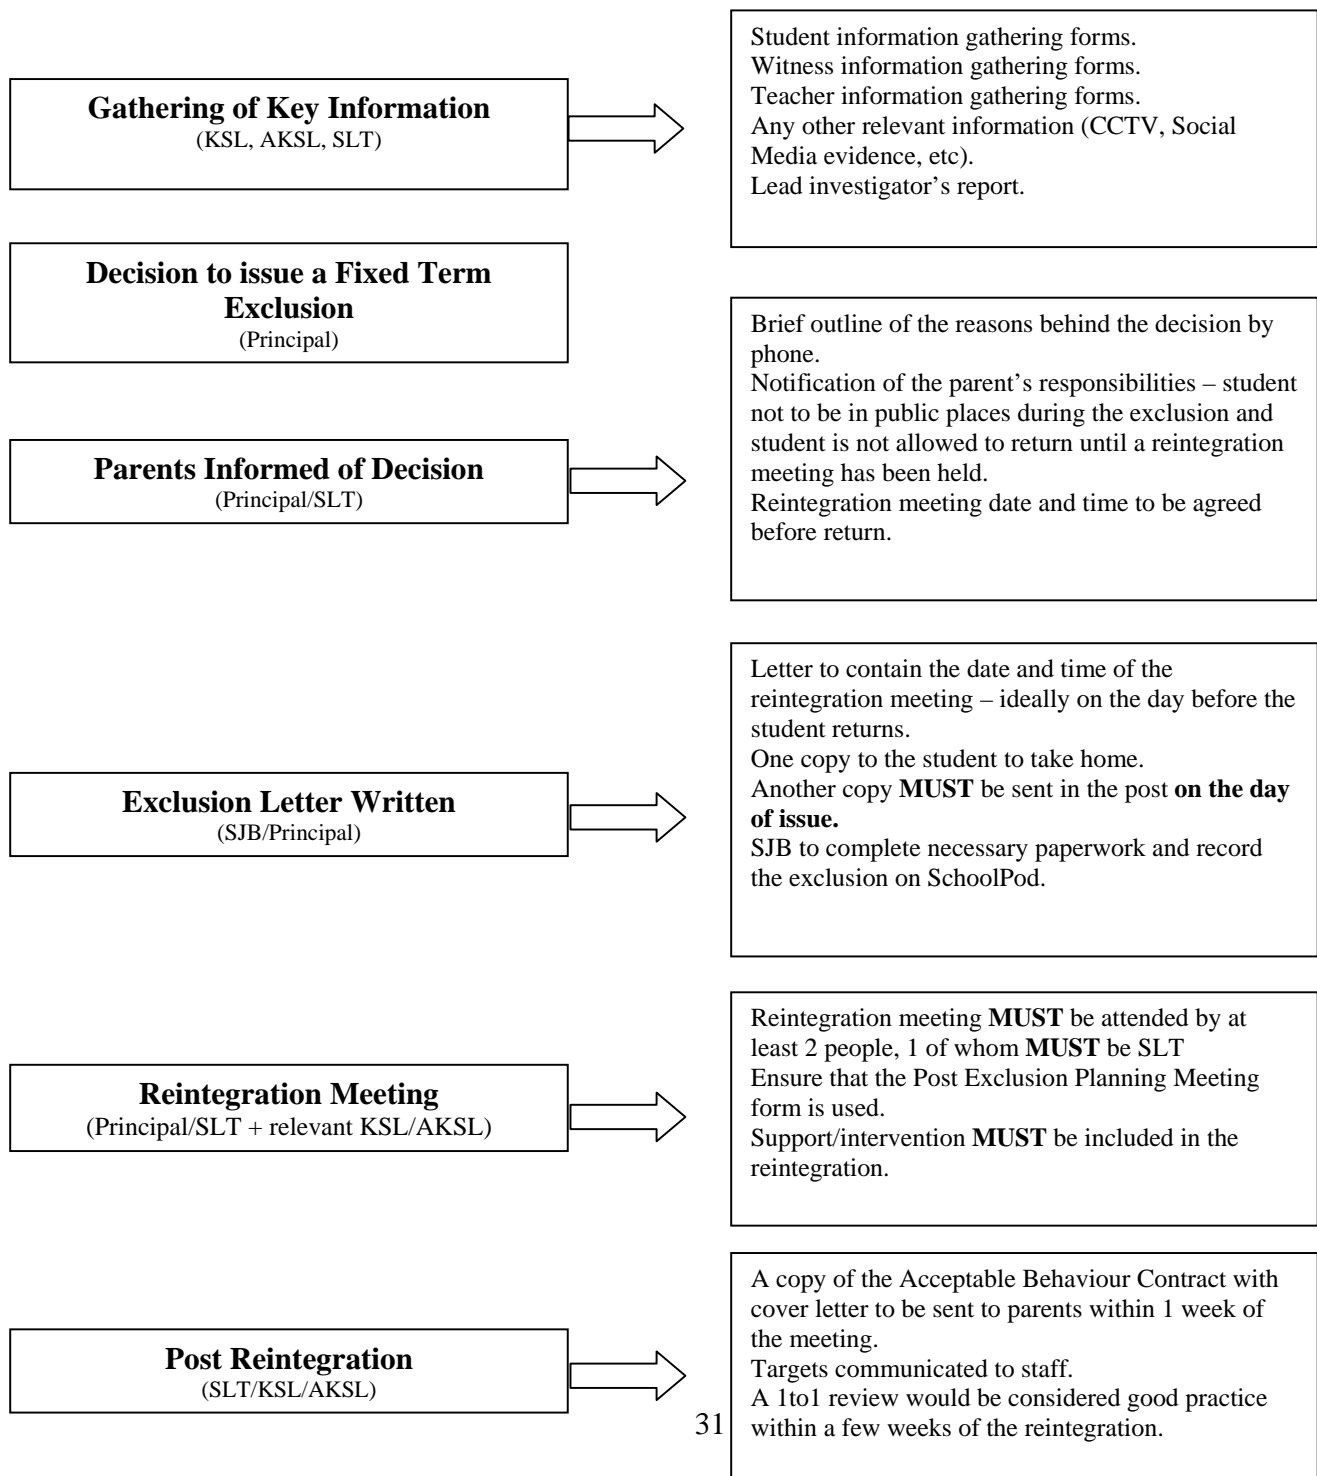 Gathering of Key Information
(KSL, AKSL, SLT)
Student information gathering forms.
Witness information gathering forms.
Teacher information gathering forms.
Any other relevant information (CCTV, Social
Media evidence, etc).
Lead investigator’s report.
Decision to issue a Fixed Term
Exclusion
(Principal)
Parents Informed of Decision
(Principal/SLT)
Brief outline of the reasons behind the decision by
phone.
Notification of the parent’s responsibilities – student
not to be in public places during the exclusion and
student is not allowed to return until a reintegration
meeting has been held.
Reintegration meeting date and time to be agreed
before return.
Exclusion Letter Written
(SJB/Principal)
Letter to contain the date and time of the
reintegration meeting – ideally on the day before the
student returns.
One copy to the student to take home.
Another copy MUST be sent in the post on the day
of issue.
SJB to complete necessary paperwork and record
the exclusion on SchoolPod.
Reintegration Meeting
(Principal/SLT + relevant KSL/AKSL)
Reintegration meeting MUST be attended by at
least 2 people, 1 of whom MUST be SLT
Ensure that the Post Exclusion Planning Meeting
form is used.
Support/intervention MUST be included in the
reintegration.
Post Reintegration
(SLT/KSL/AKSL)
A copy of the Acceptable Behaviour Contract with
cover letter to be sent to parents within 1 week of
the meeting.
Targets communicated to staff.
A 1to1 review would be considered good practice
within a few weeks of the reintegration.
31